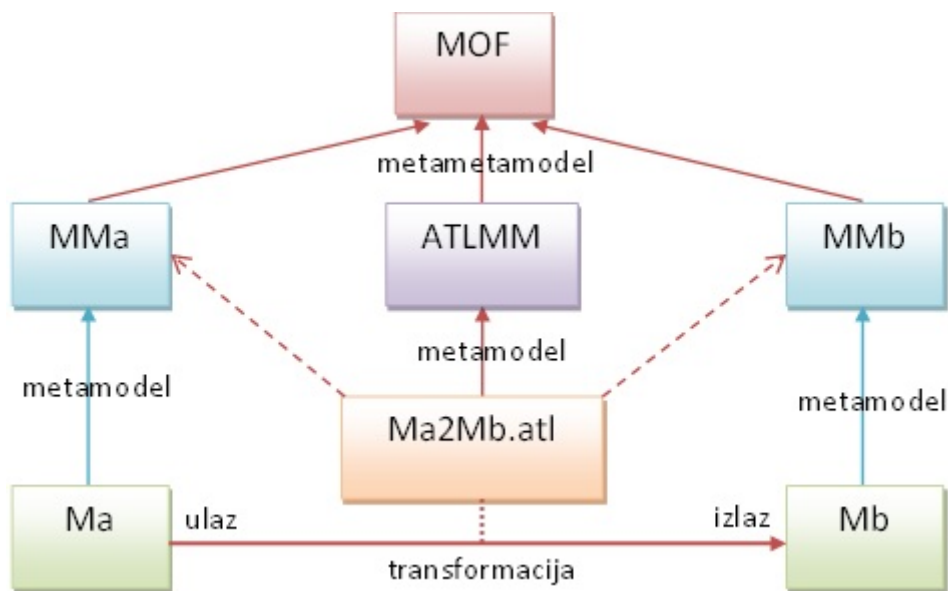 MOF
metametamodel
MMa
ATLMM
MMb
metamodel
metamodel
metamodel
Ma2Mb.atl
Ma
ulaz
izlaz
Mb
transformacija